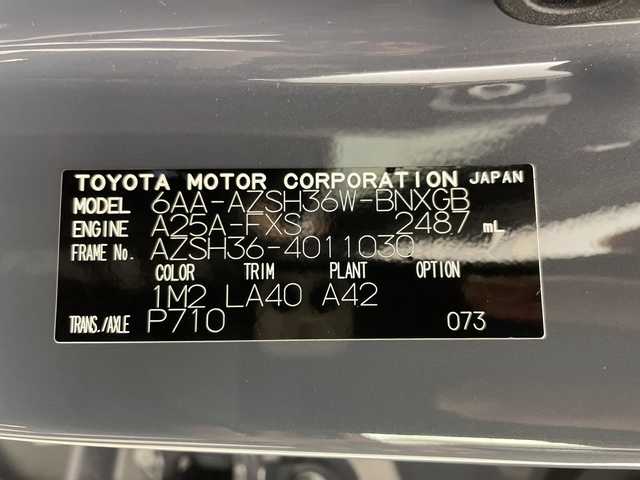 TOYOTA MOTOR CORPORATION JAPAN
MODEL 6AA-AZSH36W-BNXGB
ENGINE A25A-FXS 2487 mL
FRAME No. AZSH36-4011030
COLOR TRIM PLANT OPTION
1M2 LA40 A42
TRANS./AXLE P710 073